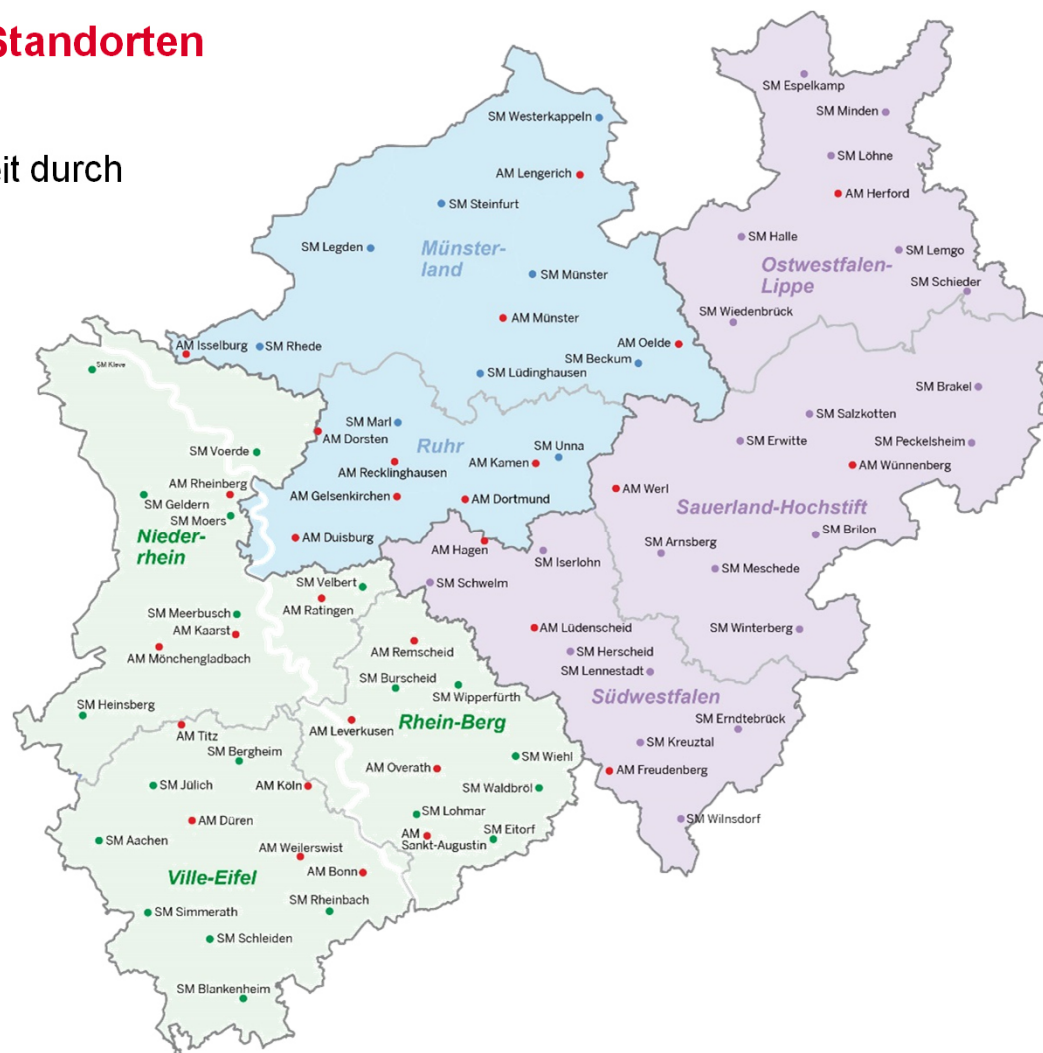 Standorten
eit durch
SM Espelkamp
SM Minden
SM Westerkappeln
SM Löhne
AM Lengerich
AM Herford
SM Steinfurt
SM Halle
SM Legden
Münster-
land
SM Lemgo
Ostwestfalen-
Lippe
SM Münster
SM Schieder
SM Wiedenbrück
AM Münster
AM Isselburg
SM Rhede
AM Oelde
SM Beckum
SM Kleve
SM Lüdinghausen
SM Brakel
SM Salzkotten
SM Marl
AM Dorsten
Ruhr
SM Unna
SM Erwitte
SM Peckelsheim
SM Voerde
AM Recklinghausen
AM Kamen
AM Wünnenberg
AM Rheinberg
SM Geldern
AM Gelsenkirchen
AM Dortmund
AM Werl
Sauerland-Hochstift
SM Moers
Nieder-
rhein
AM Duisburg
AM Hagen
SM Iserlohn
SM Arnsberg
SM Brilon
SM Meschede
SM Velbert
SM Schwelm
AM Ratingen
SM Meerbusch
AM Kaarst
AM Mönchengladbach
AM Lüdenscheid
SM Winterberg
AM Remscheid
SM Herscheid
SM Lennestadt
SM Burscheid
SM Wipperfürth
Südwestfalen
SM Heinsberg
AM Titz
AM Leverkusen
Rhein-Berg
SM Erndtebrück
SM Kreuztal
SM Bergheim
SM Wiehl
AM Overath
AM Freudenberg
SM Jülich
AM Köln
SM Waldbröl
SM Lohmar
AM Düren
SM Wilnsdorf
SM Aachen
AM
Sankt-Augustin
SM Eitorf
AM Weilerswist
AM Bonn
Ville-Eifel
SM Rheinbach
SM Simmerath
SM Schleiden
SM Blankenheim